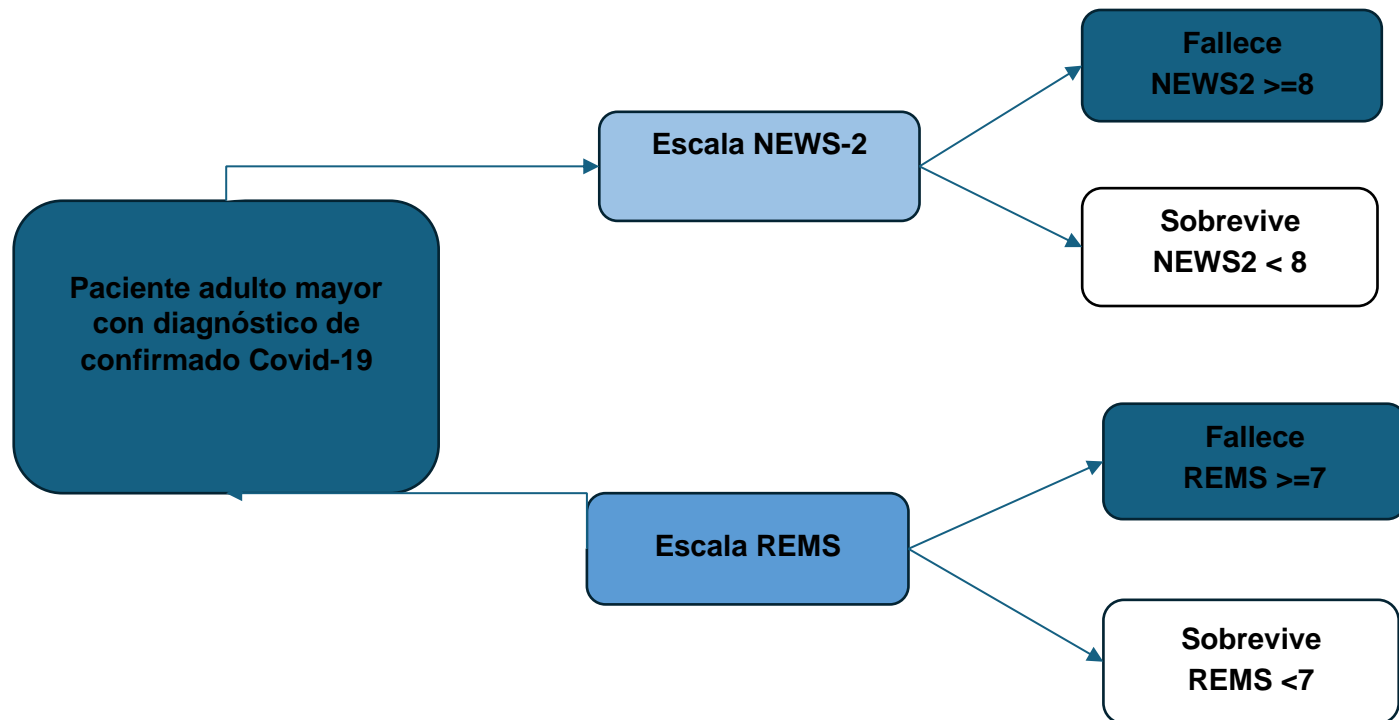 Paciente adulto mayor
con diagnóstico de
confirmado Covid-19
Escala NEWS-2
Fallece
NEWS2 >=8
Sobrevive
NEWS2 < 8
Escala REMS
Fallece
REMS >=7
Sobrevive
REMS <7